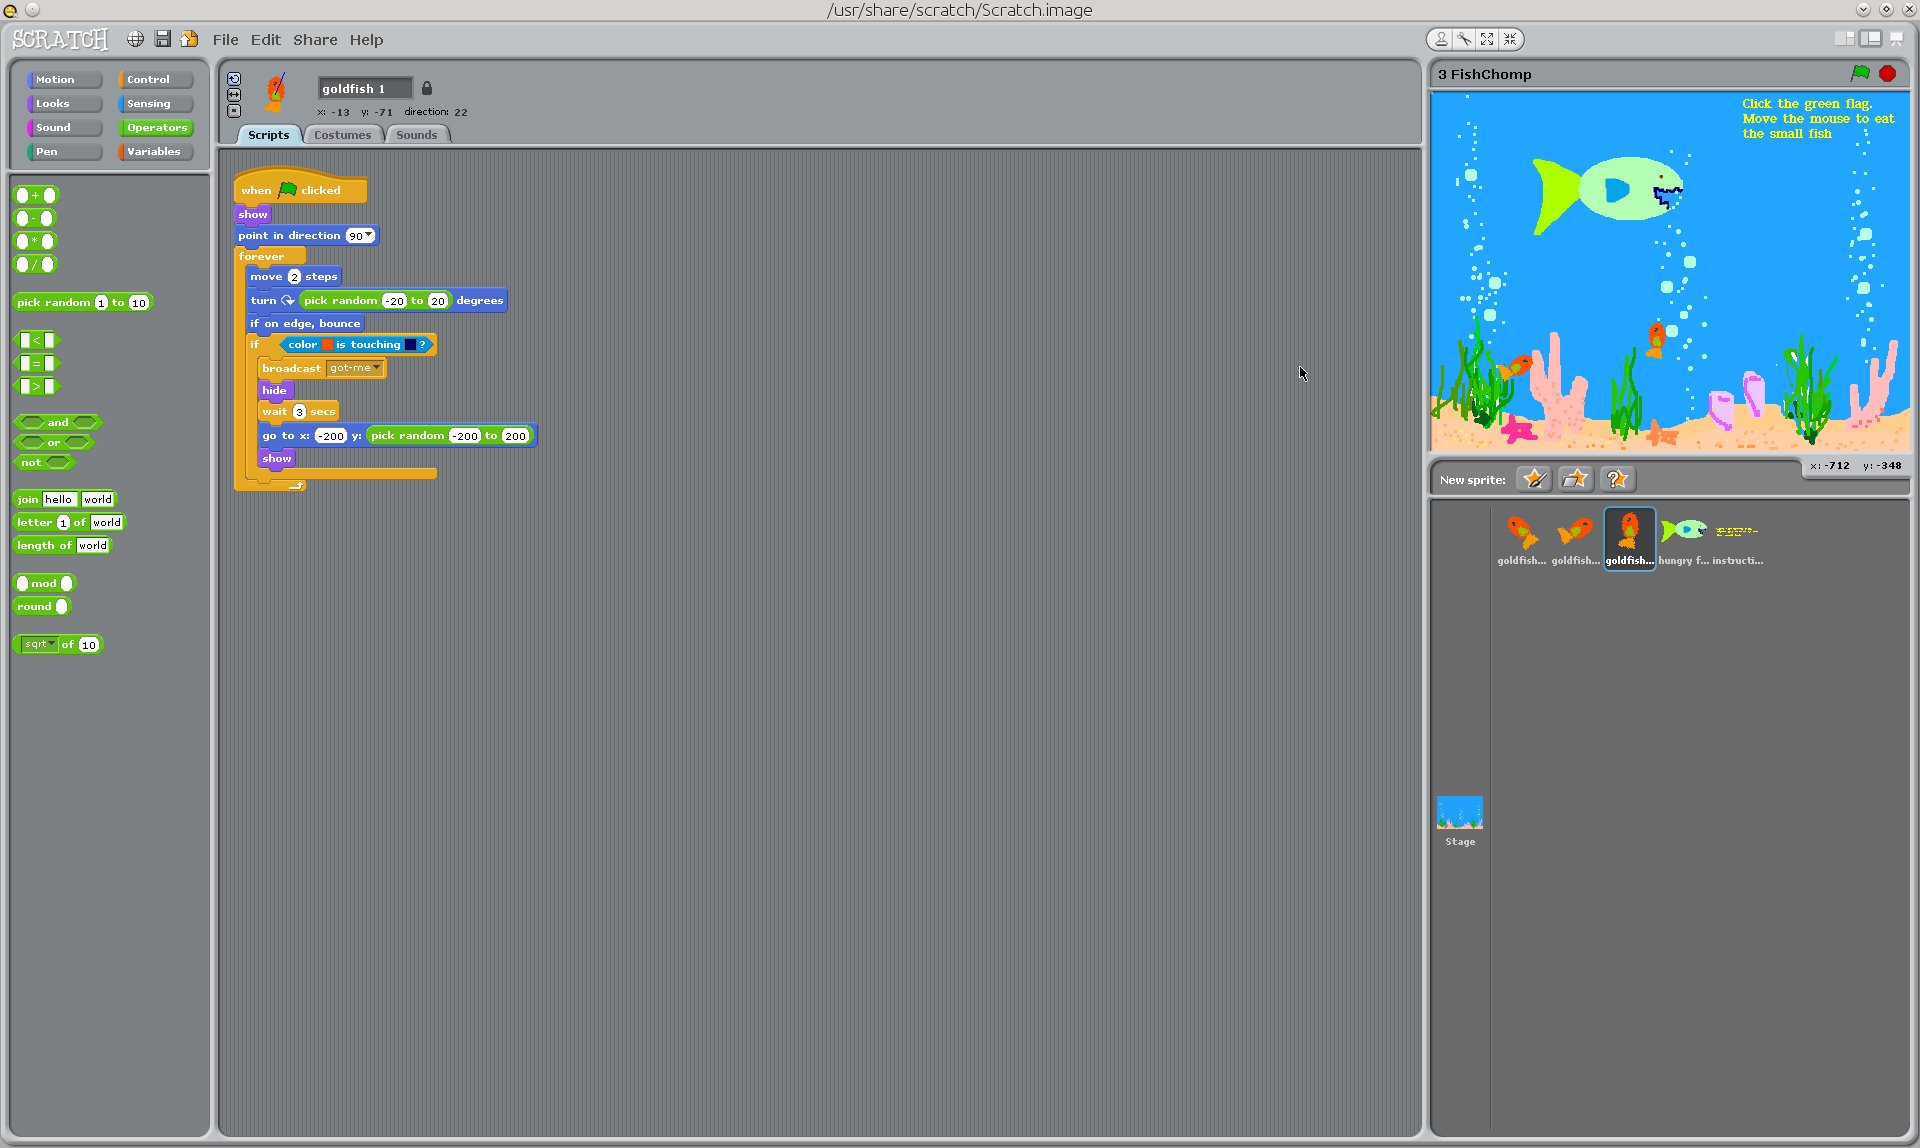 /usr/share/scratch/Scratch.image
SCRATCH
File Edit Share Help
Motion Control
Looks Sensing
Sound Operators
Pen Variables
+
-
*
/
pick random 1 to 10
<
=
>
and
or
not
join hello world
letter 1 of world
length of world
mod
round
sqrt of 10
goldfish 1
x: -13 y: -71 direction: 22
Scripts Costumes Sounds
when clicked
show
point in direction 90
forever
move 2 steps
turn pick random -20 to 20 degrees
if on edge, bounce
if color is touching ?
broadcast got-me
hide
wait 3 secs
go to x: -200 y: pick random -200 to 200
show
3 FishChomp
Click the green flag.
Move the mouse to eat
the small fish
x: -712 y: -348
New sprite:
goldfish... goldfish... goldfish... hungry f... instructi...
Stage